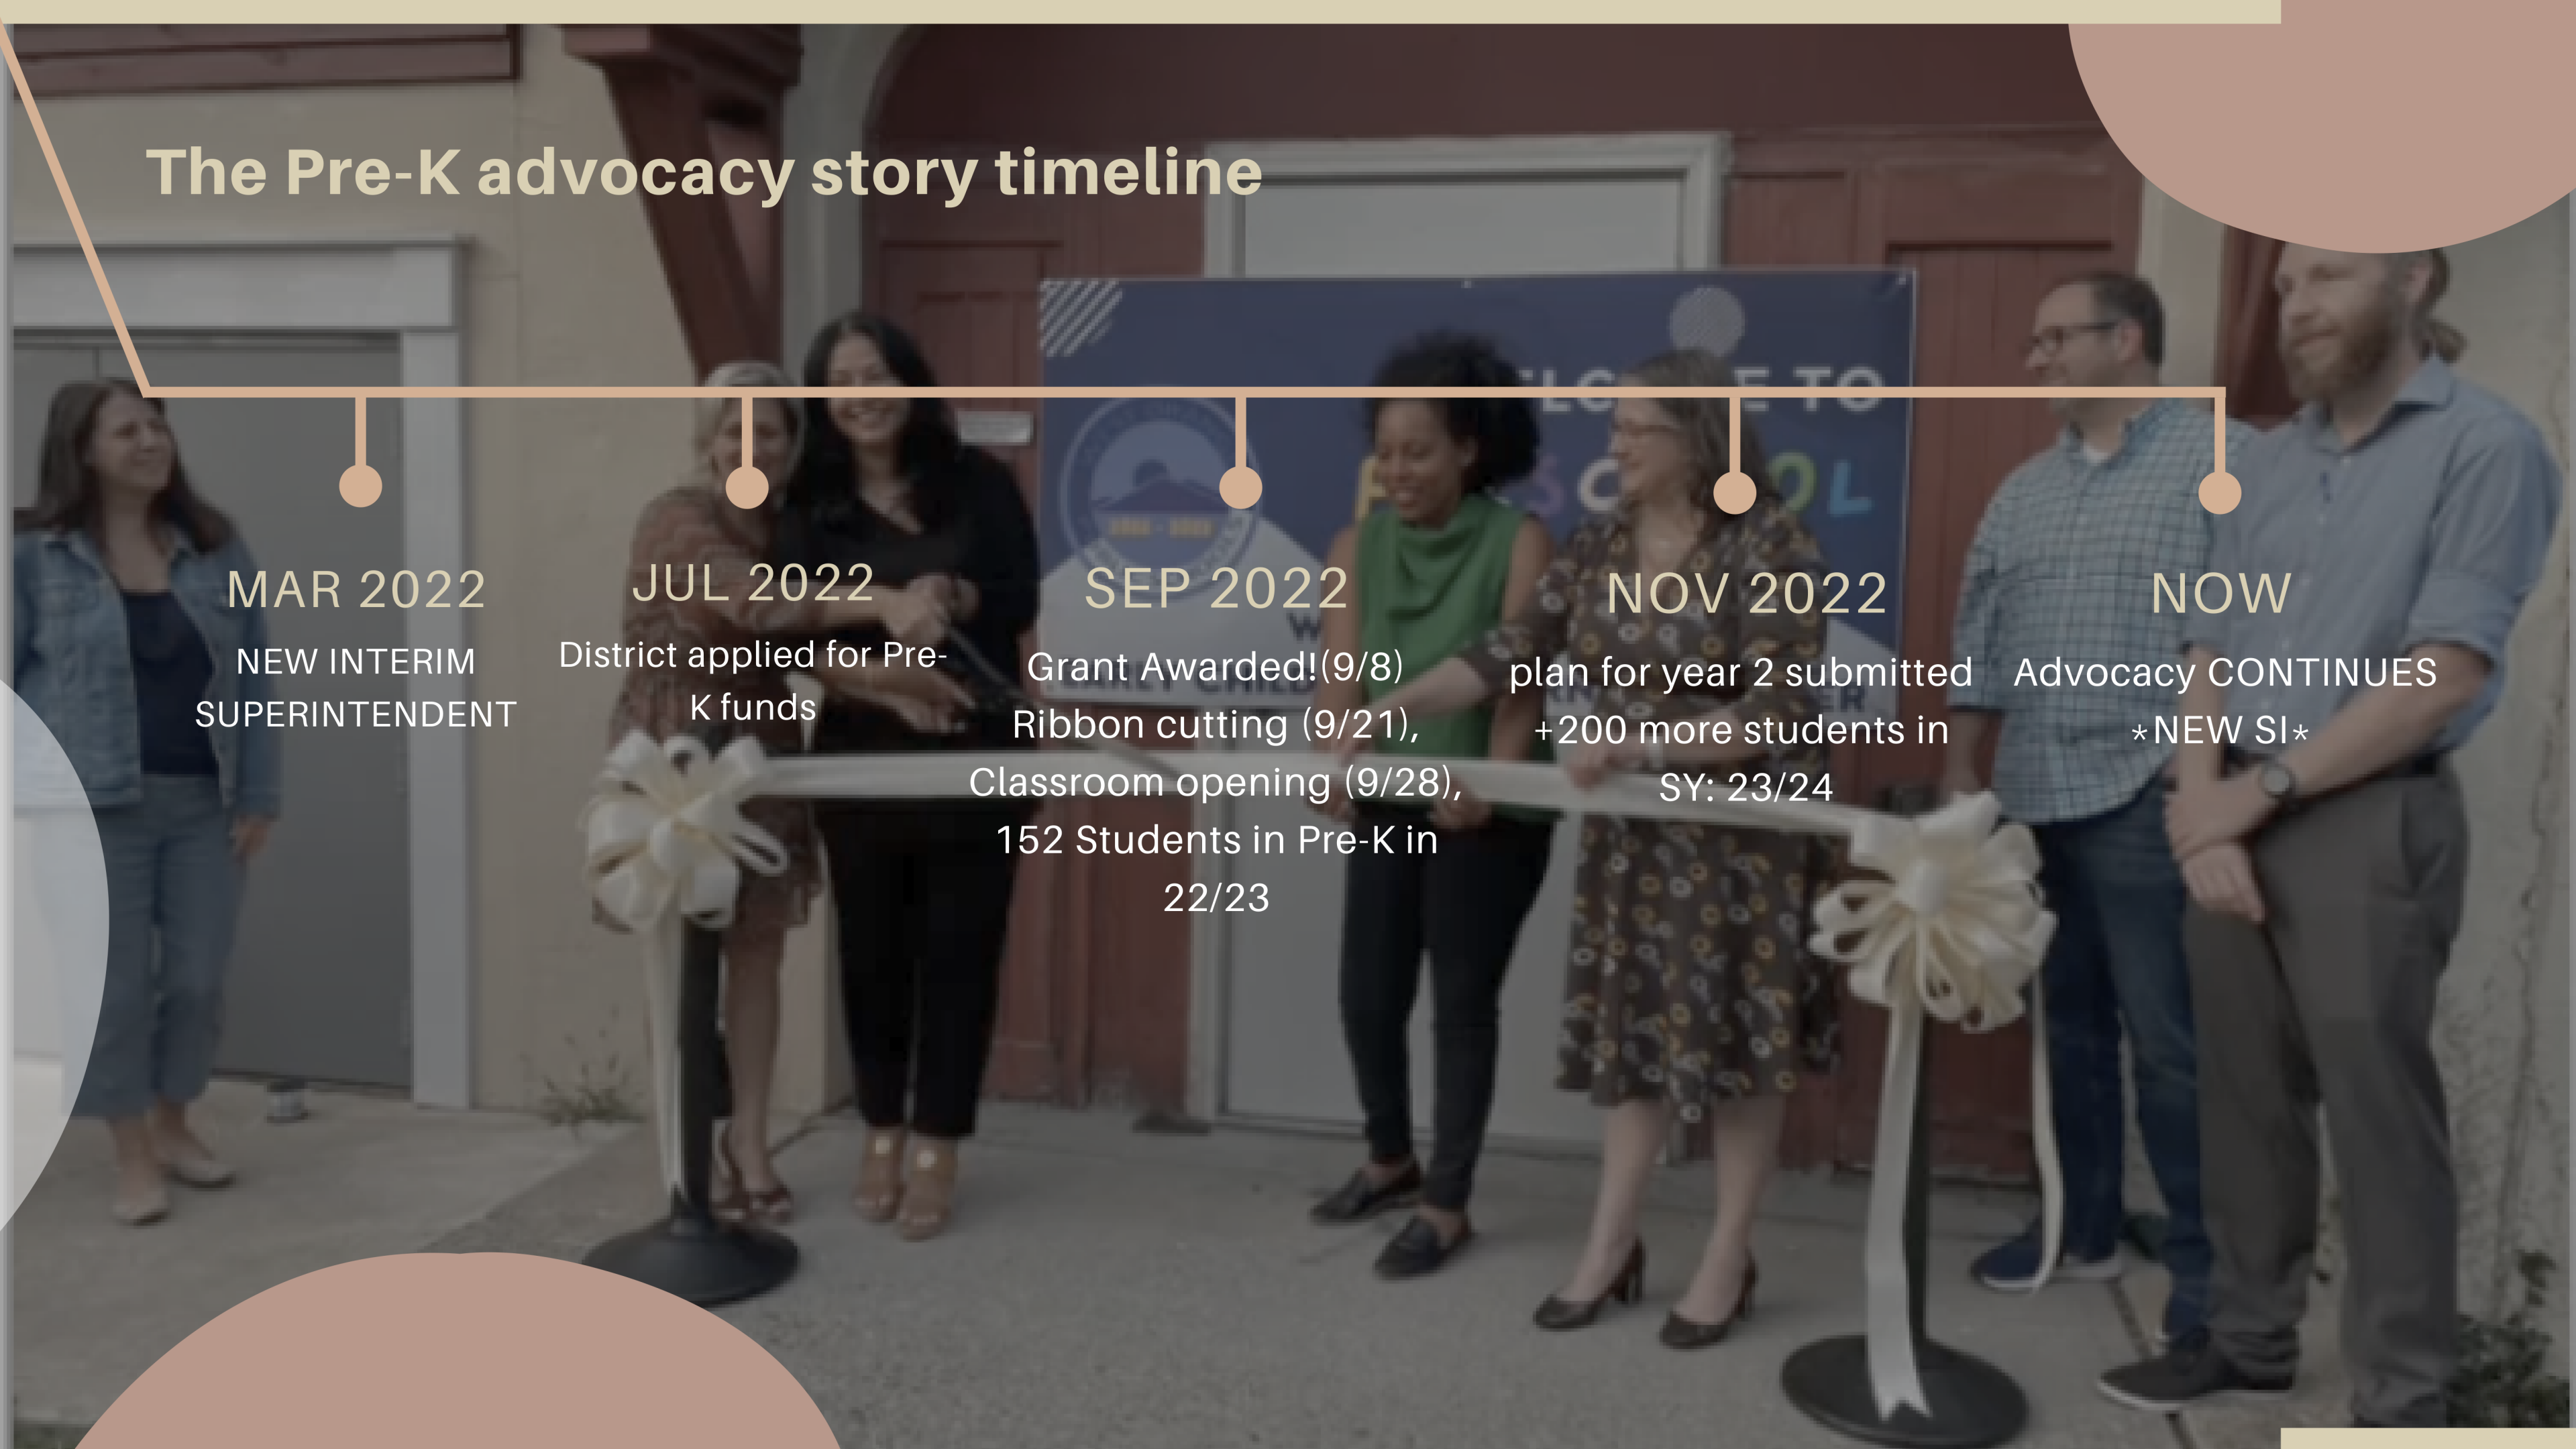 The Pre-K advocacy story timeline
MAR 2022
NEW INTERIM
SUPERINTENDENT
JUL 2022
District applied for Pre-
K funds
SEP 2022
Grant Awarded!(9/8)
Ribbon cutting (9/21),
Classroom opening (9/28),
152 Students in Pre-K in
22/23
NOV 2022
plan for year 2 submitted
+200 more students in
SY: 23/24
NOW
Advocacy CONTINUES
*NEW SI*
TO